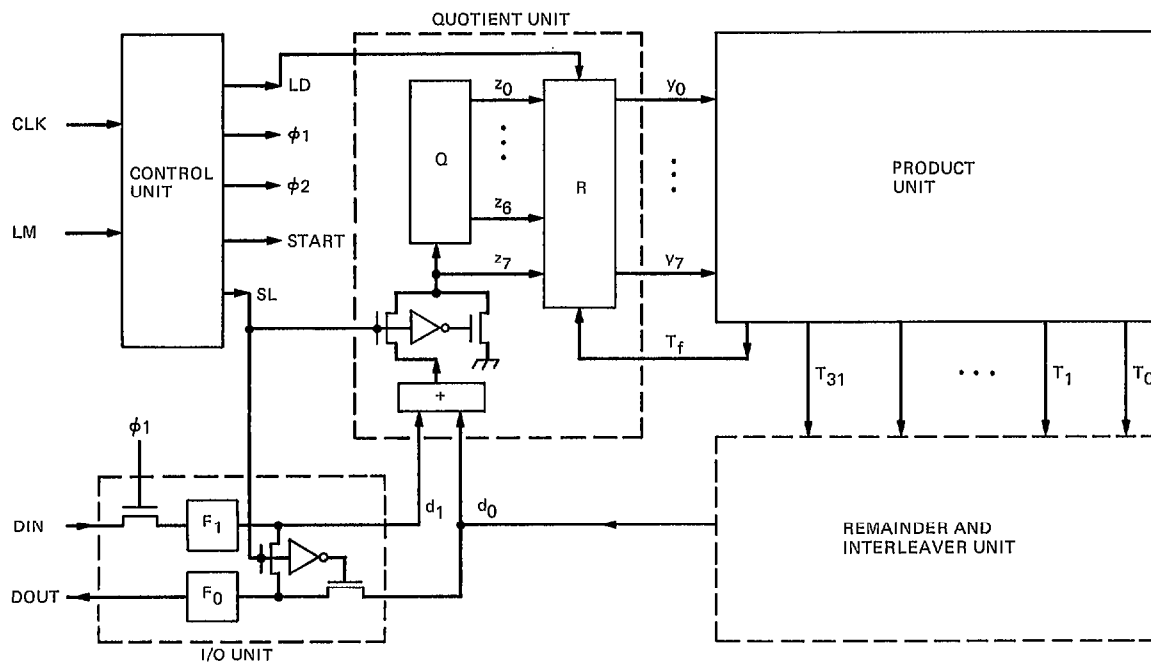 QUOTIENT UNIT
CLK
LM
CONTROL
UNIT
LD
ϕ1
ϕ2
START
SL
Q
z0
z6
z7
R
y0
y7
Tf
PRODUCT
UNIT
T31
T1
T0
+
ϕ1
DIN
DOUT
F1
F0
d1
d0
I/O UNIT
REMAINDER AND
INTERLEAVER UNIT